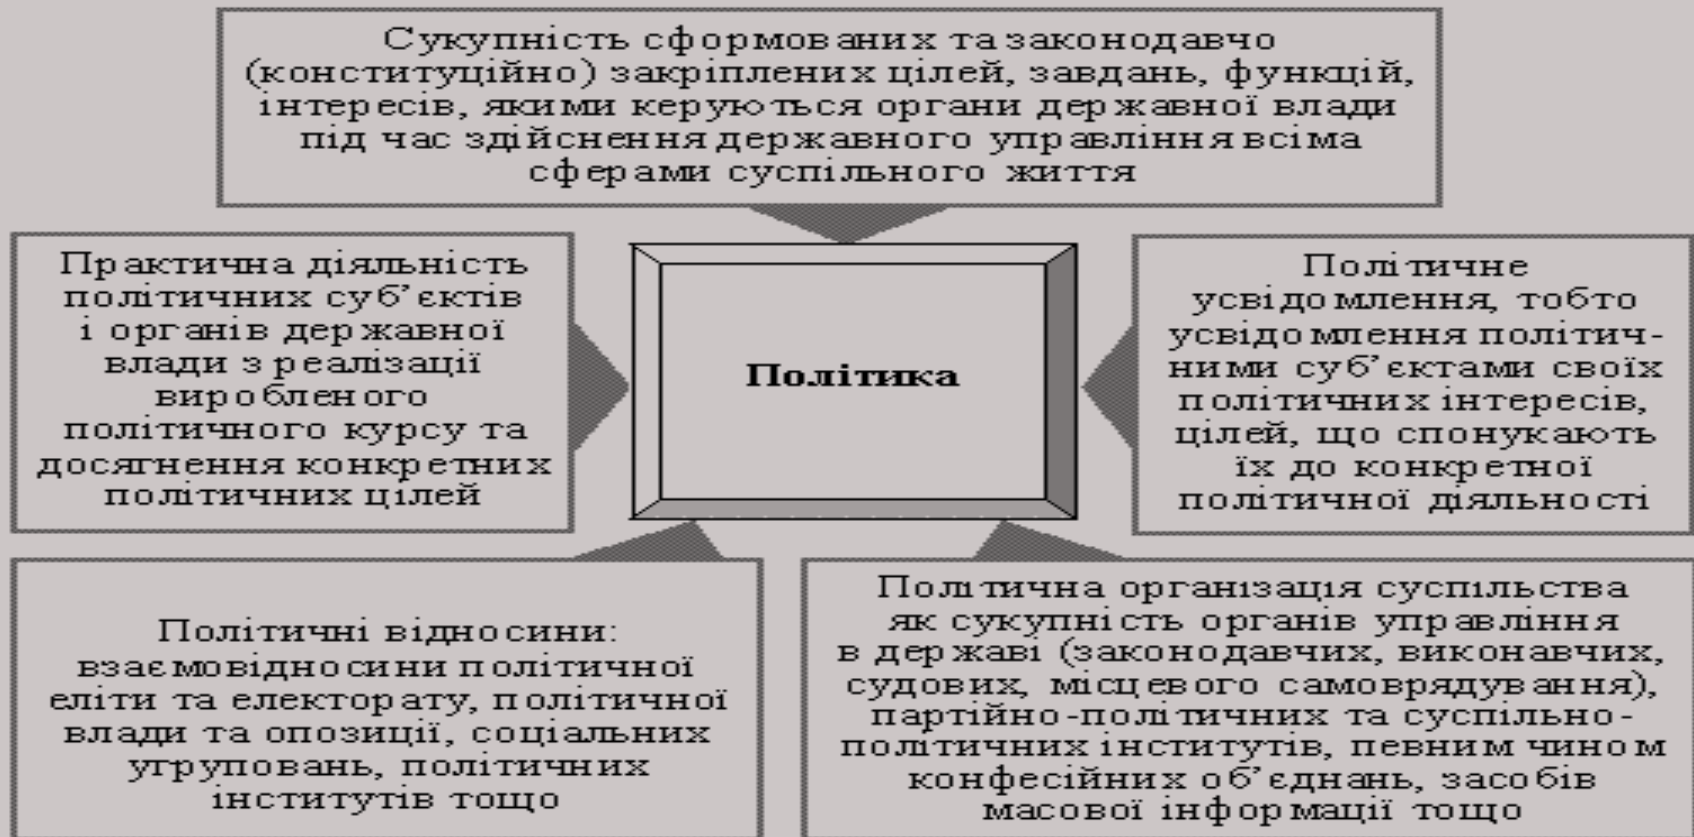 Сукупність сформованих та законодавчо
(конституційно) закріплених цілей, завдань, функцій,
інтересів, якими керуються органи державної влади
під час здійснення державного управління всіма
сферами суспільного життя
Практична діяльність
політичних суб’єктів
і органів державної
влади з реалізації
виробленого
політичного курсу та
досягнення конкретних
політичних цілей
Політика
Політичне
усвідомлення, тобто
усвідомлення політич-
ними суб’єктами своїх
політичних інтересів,
цілей, що спонукають
їх до конкретної
політичної діяльності
Політичні відносини:
взаємовідносини політичної
еліти та електорату, політичної
влади та опозиції, соціальних
угруповань, політичних
інститутів тощо
Політична організація суспільства
як сукупність органів управління
в державі (законодавчих, виконавчих,
судових, місцевого самоврядування),
партійно-політичних та суспільно-
політичних інститутів, певним чином
конфесійних об’єднань, засобів
масової інформації тощо